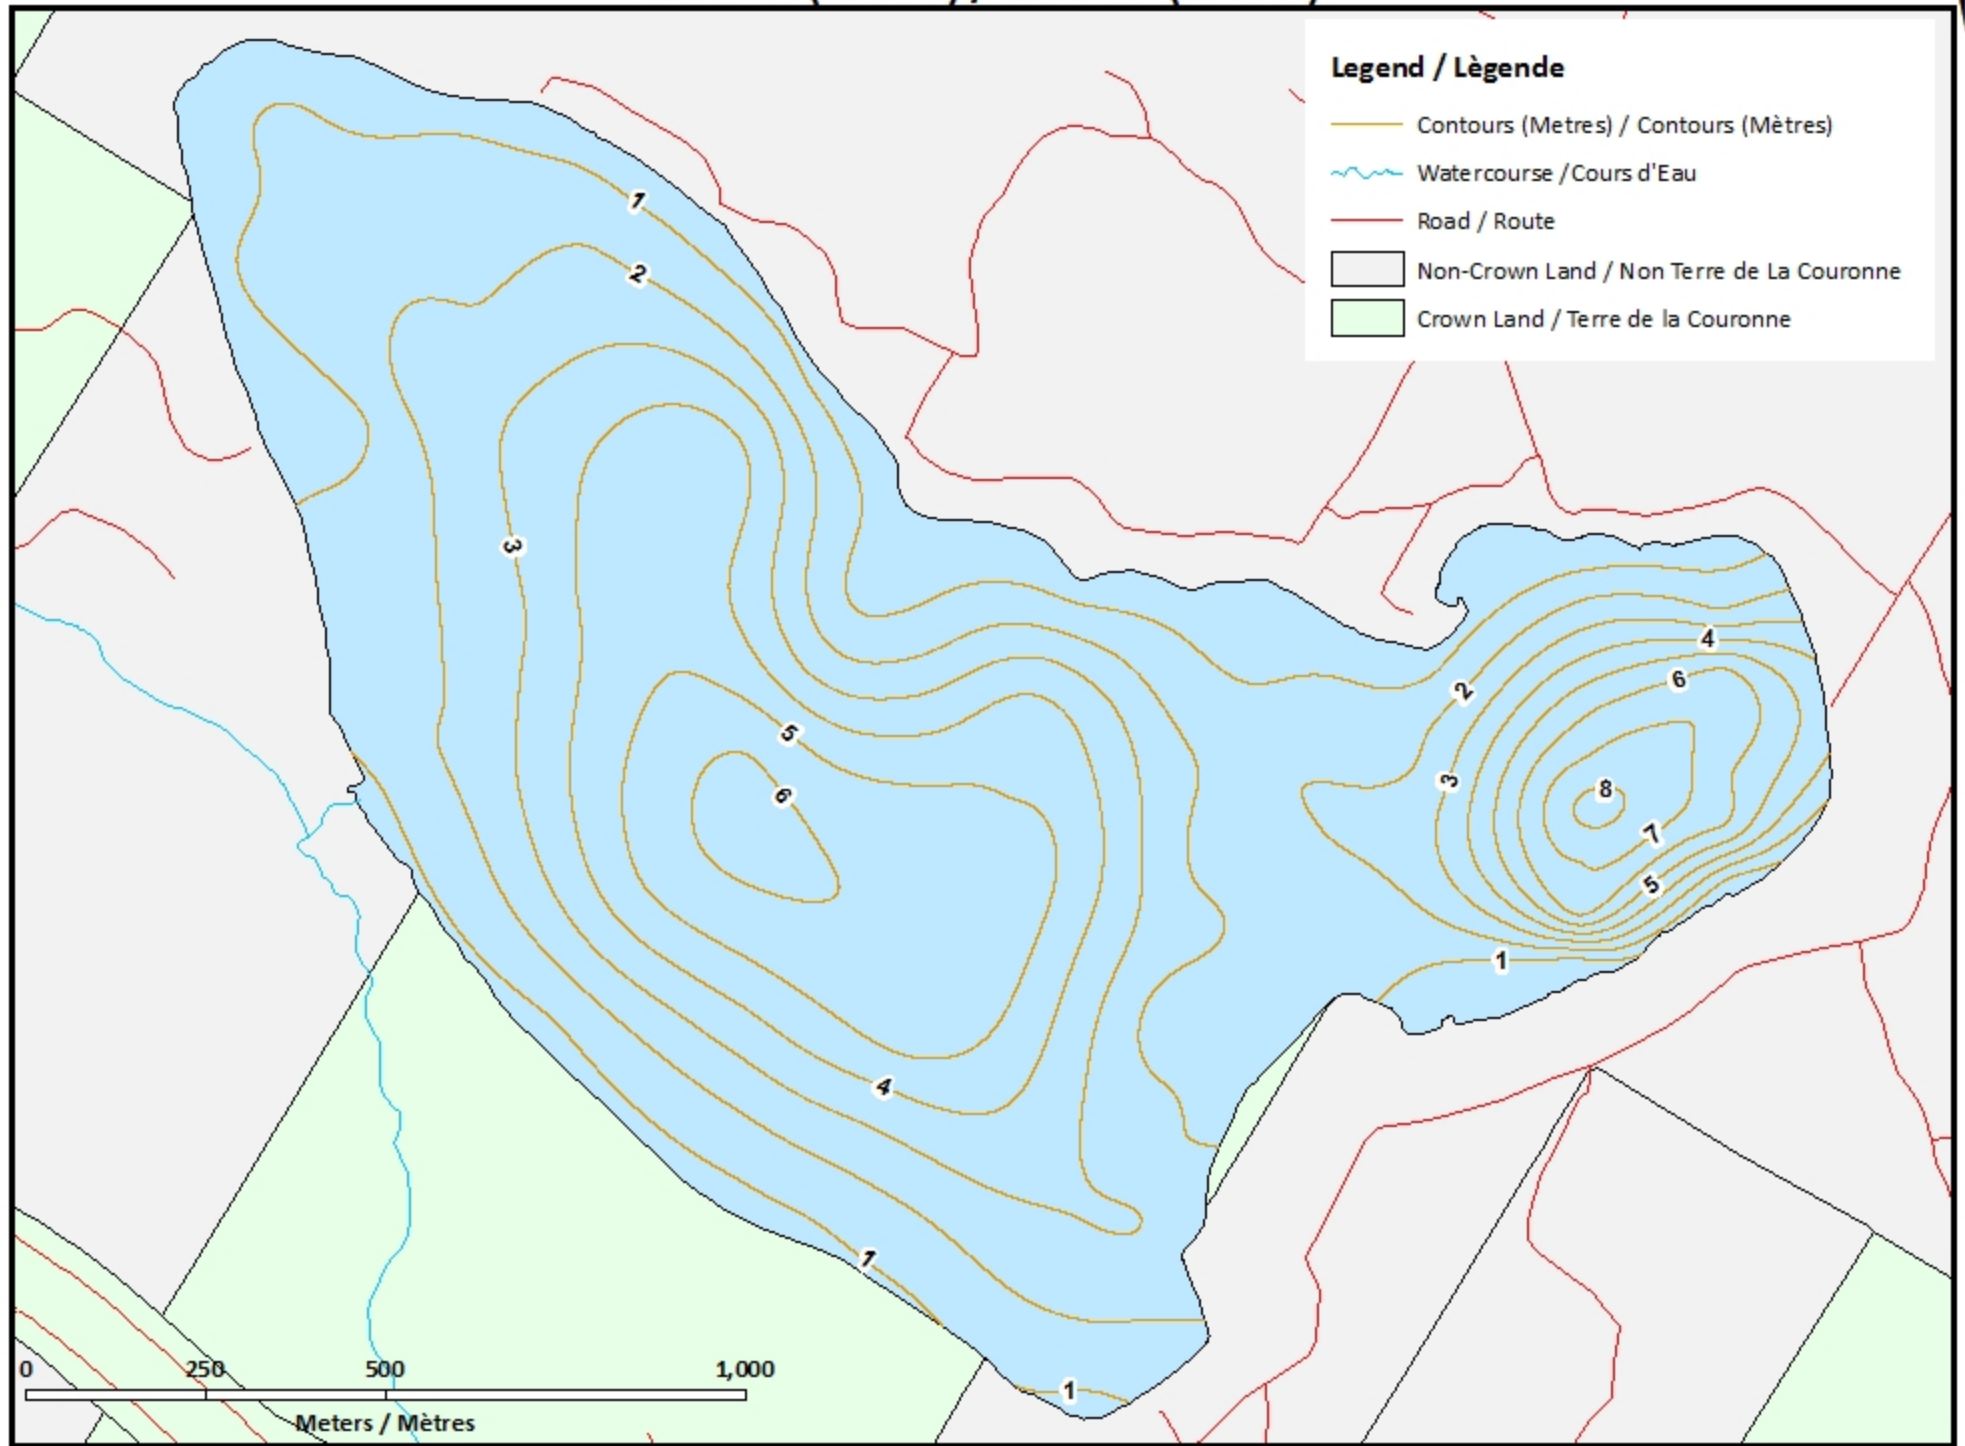 Legend / Lègende
Contours (Metres) / Contours (Mètres)
Watercourse /Cours d'Eau
Road / Route
Non-Crown Land / Non Terre de La Couronne
Crown Land / Terre de la Couronne
1
2
3
4
6
2
5
3
8
6
7
5
1
4
1
1
0 250 500 1,000
Meters / Mètres